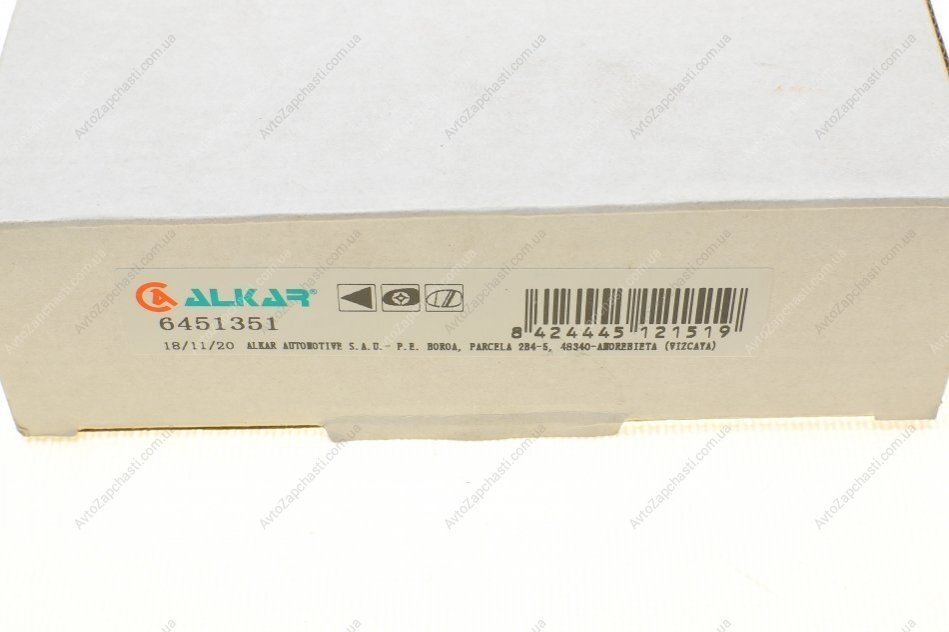 ALKAR®
6451351
8 424445 121519
18/11/20 ALKAR AUTOMOTIVE S.A.U.- P.E. BOROA, PARCELA 2B4-5, 48340-AMOREBIETA (VIZCAYA)
AvtoZapchasti.com.ua